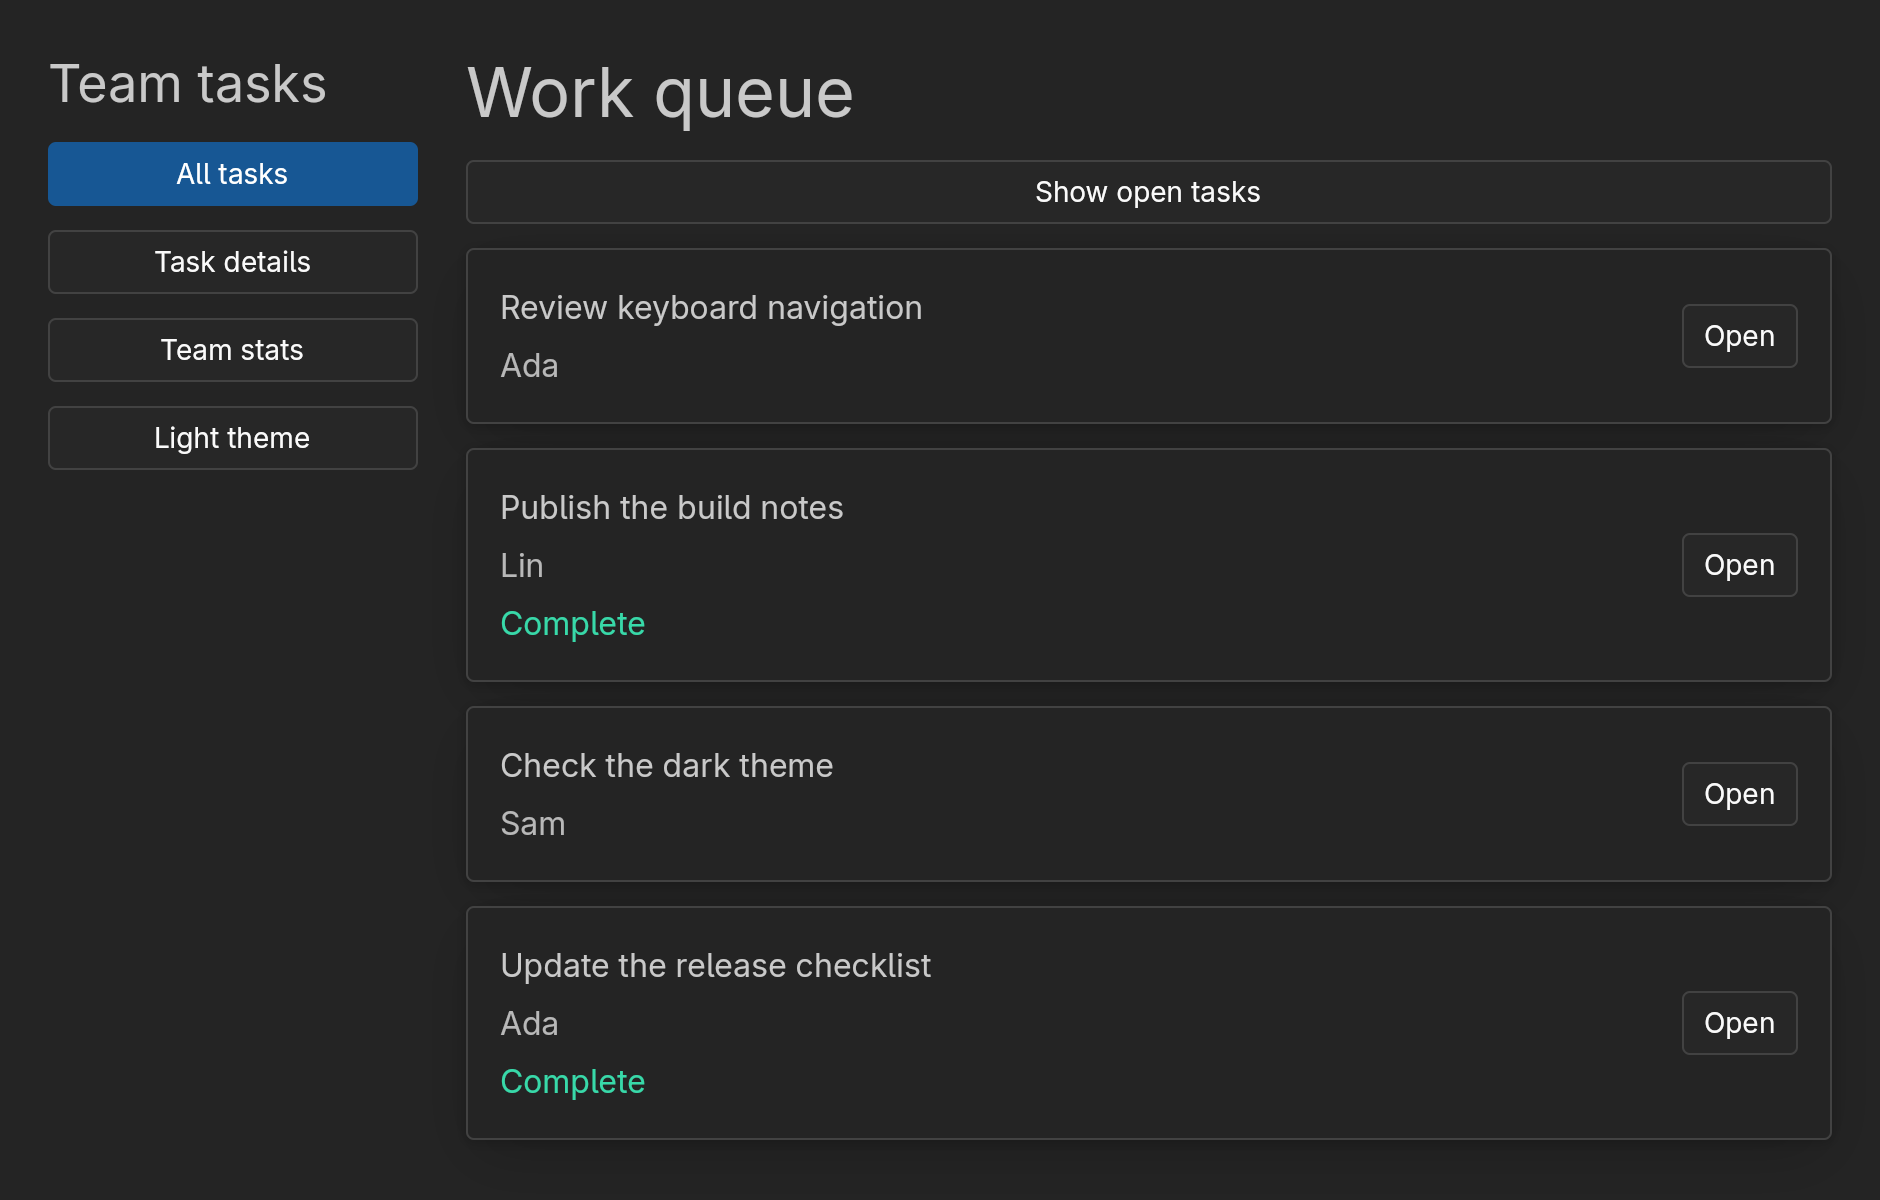 Team tasks
All tasks
Task details
Team stats
Light theme
Work queue
Show open tasks
Review keyboard navigation
Ada
Open
Publish the build notes
Lin
Complete
Open
Check the dark theme
Sam
Open
Update the release checklist
Ada
Complete
Open